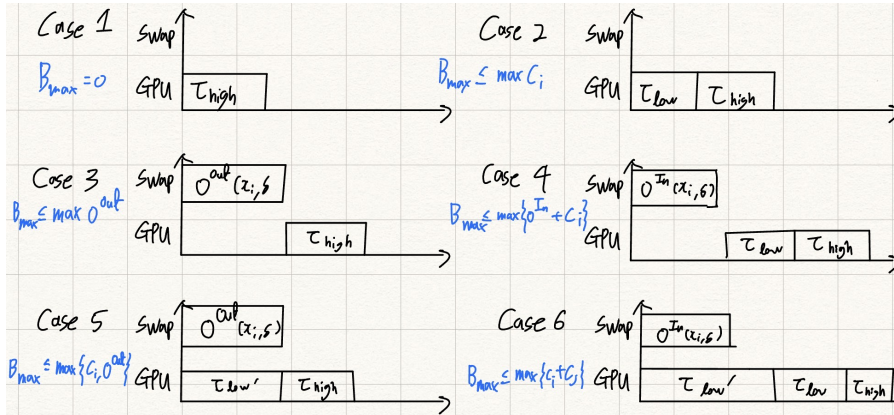 Case 1
B_max = 0
Swap
GPU
τ_high
Case 2
B_max ≤ max C_i
Swap
GPU
τ_low
τ_high
Case 3
B_max ≤ max O^out
Swap
O^out(x_i, 6
GPU
τ_high
Case 4
B_max ≤ max{O^In + C_i}
Swap
O^In(x_i, 6)
GPU
τ_low
τ_high
Case 5
B_max ≤ max{C_i, O^out}
Swap
O^out(x_i, 6)
GPU
τ_low'
τ_high
Case 6
B_max ≤ max{C_i + C_j}
Swap
O^In(x_i, 6)
GPU
τ_low'
τ_low
τ_high